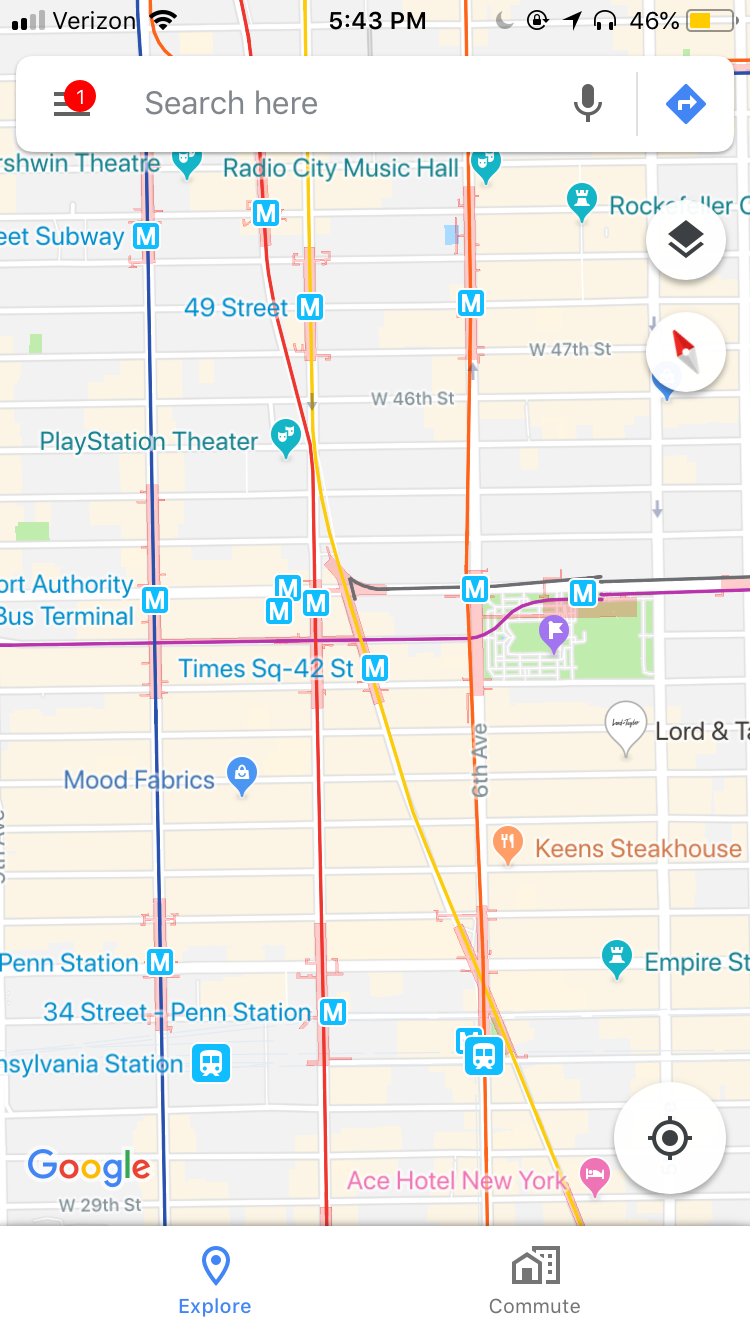 Verizon 5:43 PM 46%
1 Search here
rshwin Theatre
Radio City Music Hall
Rockefeller C
eet Subway M
M
49 Street M
M
W 47th St
W 46th St
PlayStation Theater
ort Authority
Bus Terminal
M
M
M
M
M
M
Times Sq-42 St M
Lord & Taylor
Lord & Ta
6th Ave
Mood Fabrics
Keens Steakhouse
Penn Station M
Empire St
34 Street - Penn Station M
nsylvania Station
Google
Ace Hotel New York
W 29th St
Explore
Commute